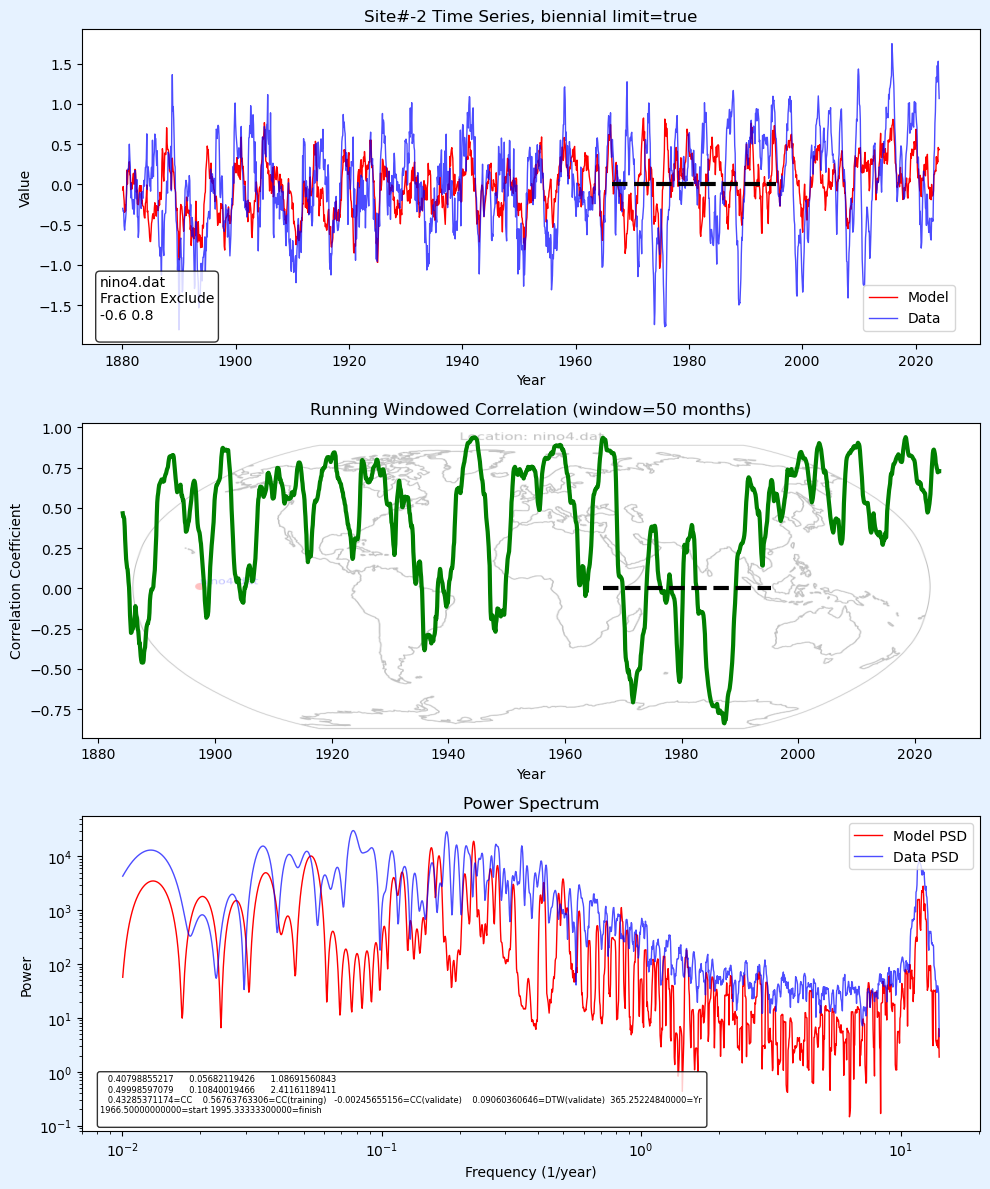 Site#-2 Time Series, biennial limit=true
Value
1.5
1.0
0.5
0.0
−0.5
−1.0
−1.5
nino4.dat
Fraction Exclude
-0.6 0.8
Model
Data
1880 1900 1920 1940 1960 1980 2000 2020
Year
Running Windowed Correlation (window=50 months)
Location: nino4.dat
Correlation Coefficient
1.00
0.75
0.50
0.25
0.00
−0.25
−0.50
−0.75
1880 1900 1920 1940 1960 1980 2000 2020
Year
Power Spectrum
Power
Model PSD
Data PSD
10^4
10^3
10^2
10^1
10^0
10^−1
0.40798855217 0.05682119426 1.08691560843
0.49998597079 0.10840019466 2.41161189411
0.43285371174=CC 0.56763763306=CC(training) -0.00245655156=CC(validate) 0.09060360646=DTW(validate) 365.25224840000=Yr
1966.50000000000=start 1995.33333300000=finish
10^−2 10^−1 10^0 10^1
Frequency (1/year)